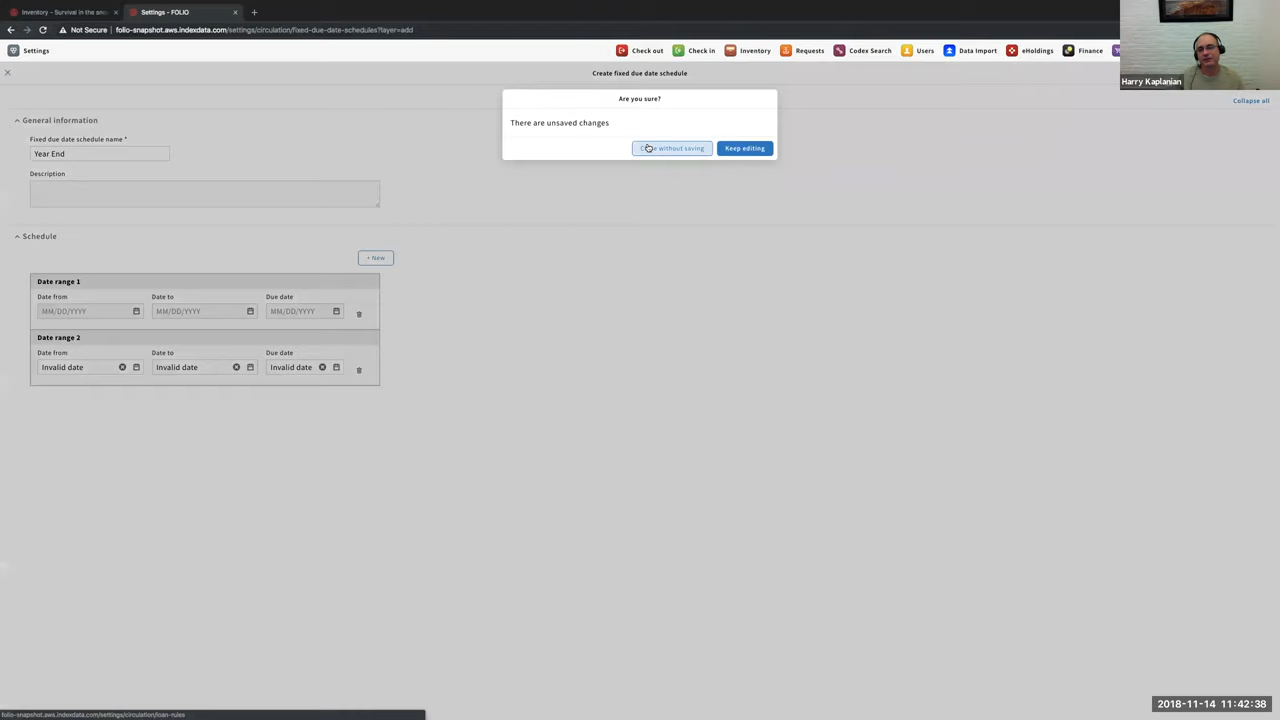 Inventory - Survival in the sno
Settings - FOLIO
Not Secure
folio-snapshot.aws.indexdata.com/settings/circulation/fixed-due-date-schedules?layer=add
Settings
Check out
Check in
Inventory
Requests
Codex Search
Users
Data Import
eHoldings
Finance
Harry Kaplanian
Create fixed due date schedule
Collapse all
Are you sure?
There are unsaved changes
without saving
Keep editing
General information
Fixed due date schedule name *
Year End
Description
Schedule
+ New
Date range 1
Date from
Date to
Due date
MM/DD/YYYY
MM/DD/YYYY
MM/DD/YYYY
Date range 2
Date from
Date to
Due date
Invalid date
Invalid date
Invalid date
folio-snapshot.aws.indexdata.com/settings/circulation/loan-rules
2018-11-14 11:42:38